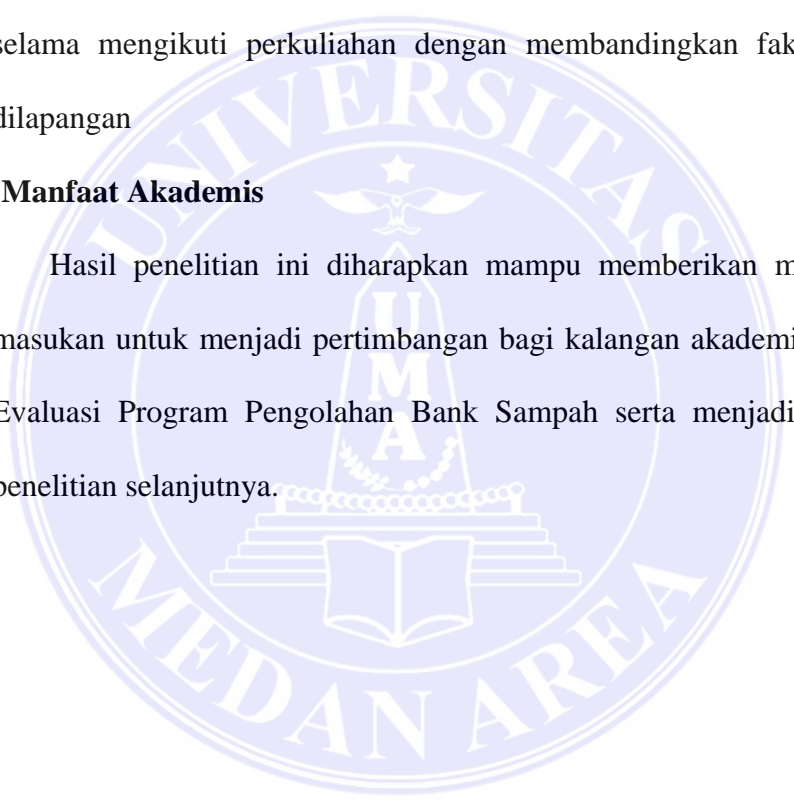 selama mengikuti perkuliahan dengan membandingkan fak
dilapangan
Manfaat Akademis
Hasil penelitian ini diharapkan mampu memberikan m
masukan untuk menjadi pertimbangan bagi kalangan akademi
Evaluasi Program Pengolahan Bank Sampah serta menjadi
penelitian selanjutnya.
UNIVERSITAS
MEDAN AREA
U
M
A